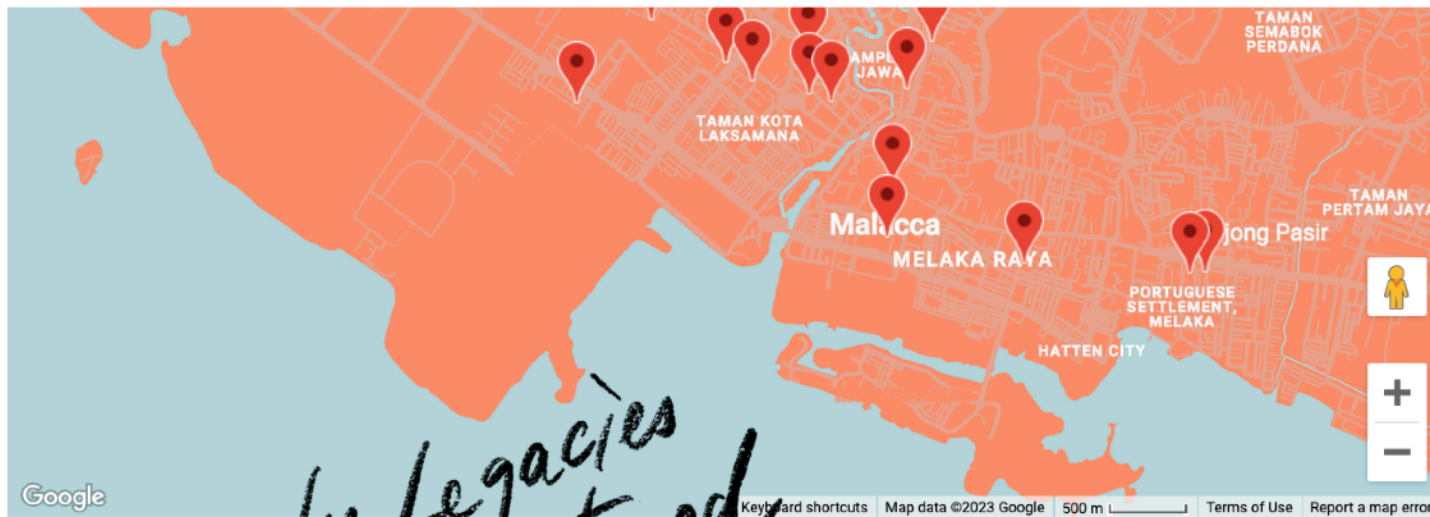 TAMAN
SEMABOK
PERDANA
JAWA
TAMAN KOTA
LAKSAMANA
TAMAN
PERTAM JAYA
Malacca
jong Pasir
MELAKA RAYA
PORTUGUESE
SETTLEMENT,
MELAKA
HATTEN CITY
Legacies
Google
Keyboard shortcuts
Map data ©2023 Google
500 m
Terms of Use
Report a map error